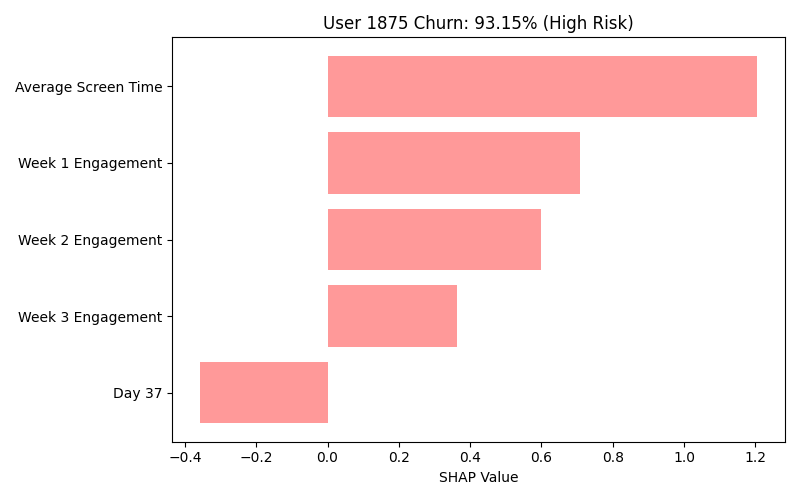 User 1875 Churn: 93.15% (High Risk)
Average Screen Time
Week 1 Engagement
Week 2 Engagement
Week 3 Engagement
Day 37
−0.4 −0.2 0.0 0.2 0.4 0.6 0.8 1.0 1.2
SHAP Value